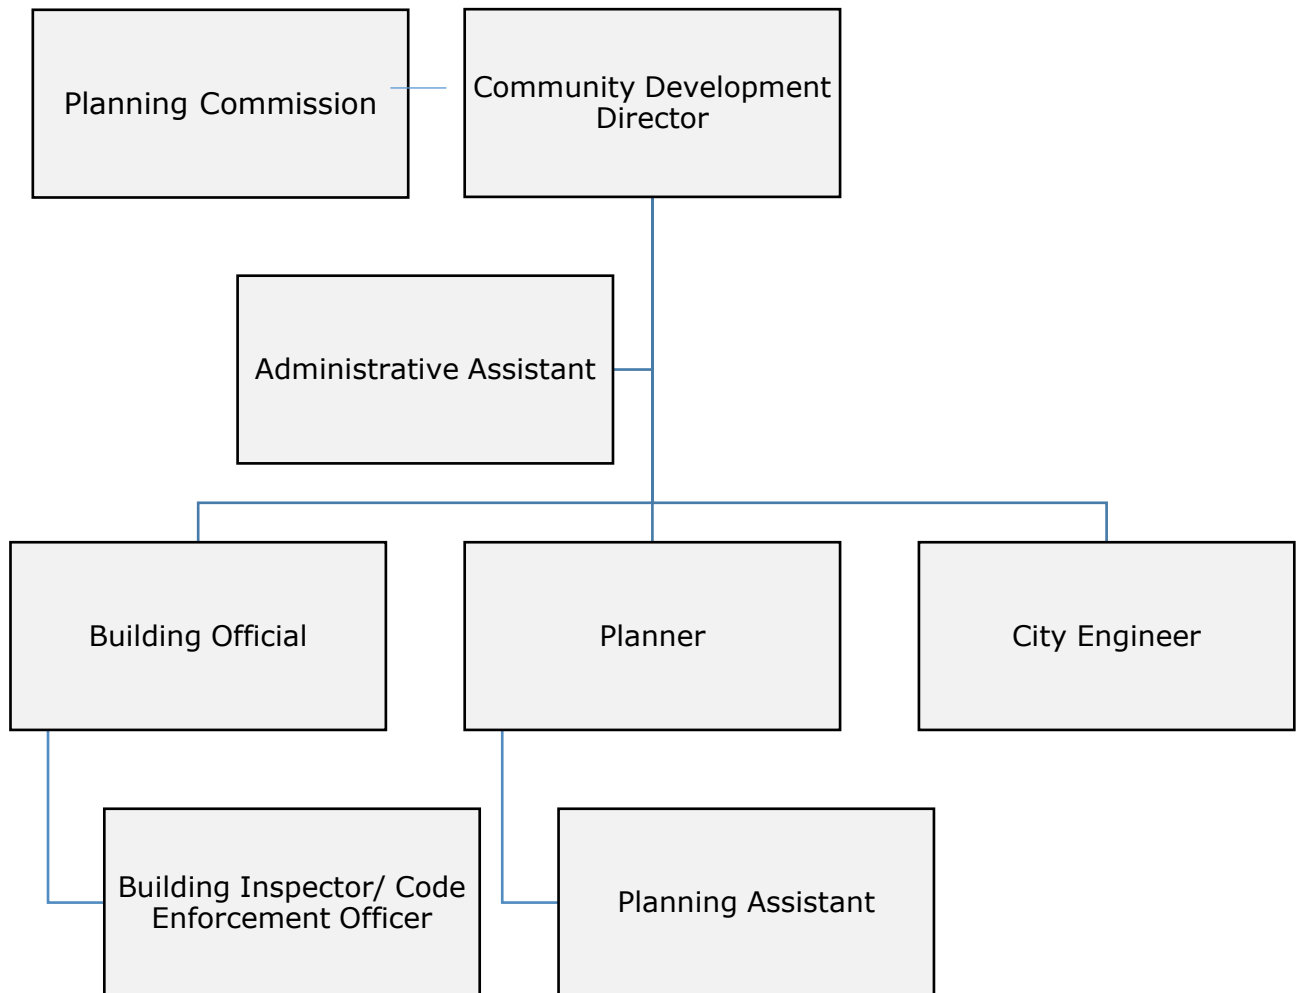 Planning Commission
Community Development
Director
Administrative Assistant
Building Official
Planner
City Engineer
Building Inspector/ Code
Enforcement Officer
Planning Assistant